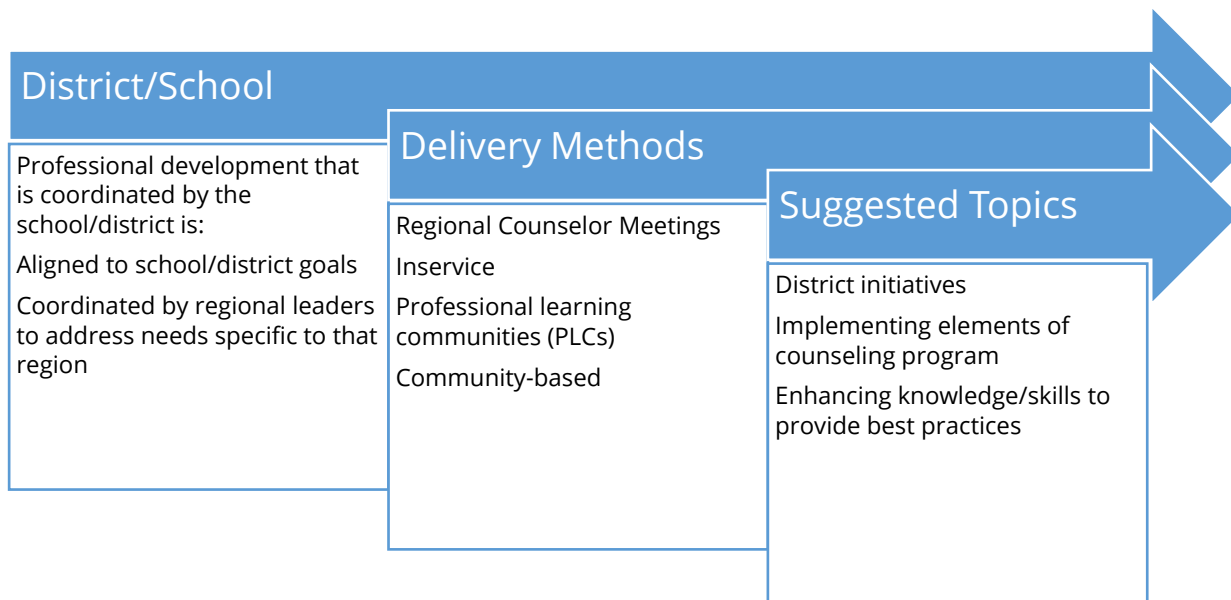 District/School
Professional development that
is coordinated by the
school/district is:
Aligned to school/district goals
Coordinated by regional leaders
to address needs specific to that
region
Delivery Methods
Regional Counselor Meetings
Inservice
Professional learning
communities (PLCs)
Community-based
Suggested Topics
District initiatives
Implementing elements of
counseling program
Enhancing knowledge/skills to
provide best practices